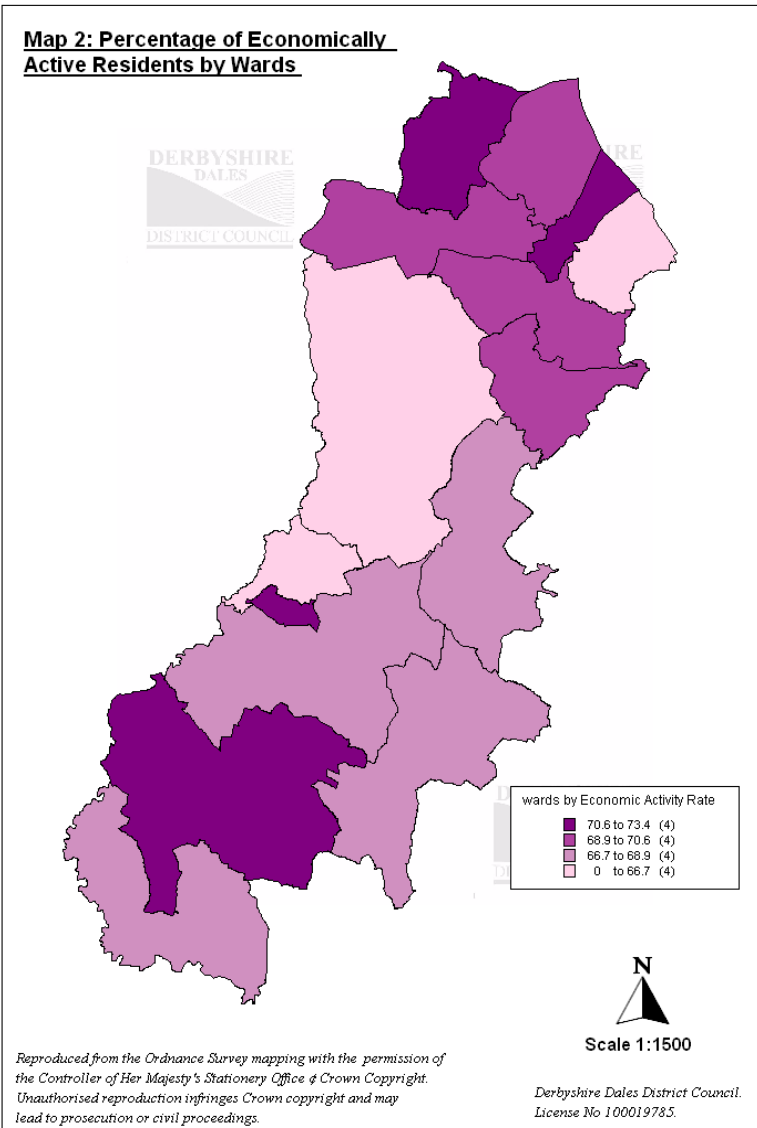 Map 2: Percentage of Economically
Active Residents by Wards
DERBYSHIRE
DALES
DISTRICT COUNCIL
IRE
wards by Economic Activity Rate
70.6 to 73.4 (4)
68.9 to 70.6 (4)
66.7 to 68.9 (4)
0 to 66.7 (4)
N
Scale 1:1500
Reproduced from the Ordnance Survey mapping with the permission of
the Controller of Her Majesty's Stationery Office ¢ Crown Copyright.
Unauthorised reproduction infringes Crown copyright and may
lead to prosecution or civil proceedings.
Derbyshire Dales District Council.
License No 100019785.